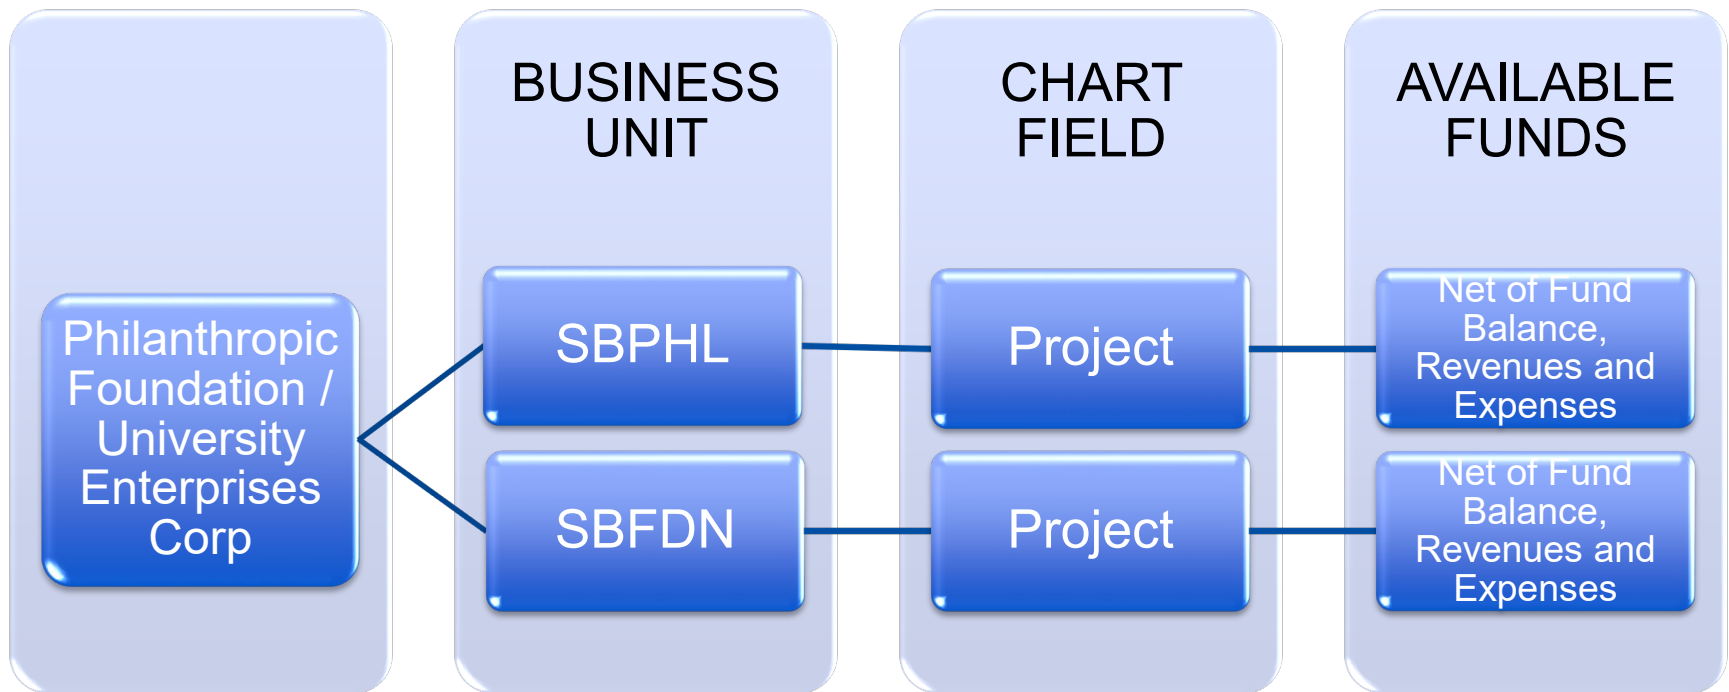 BUSINESS
UNIT
CHART
FIELD
AVAILABLE
FUNDS
Philanthropic
Foundation /
University
Enterprises
Corp
SBPHL
Project
Net of Fund
Balance,
Revenues and
Expenses
SBFDN
Project
Net of Fund
Balance,
Revenues and
Expenses